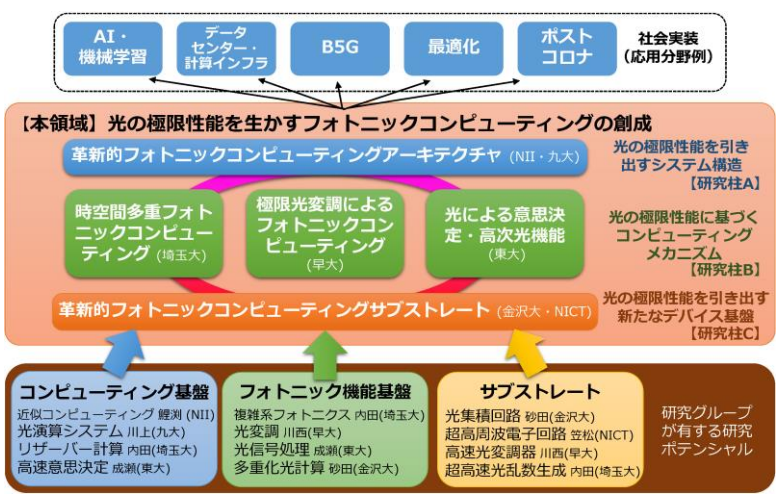 AI・
機械学習
データ
センター・
計算インフラ
B5G
最適化
ポスト
コロナ
社会実装
(応用分野例)
【本領域】光の極限性能を生かすフォトニックコンピューティングの創成
革新的フォトニックコンピューティングアーキテクチャ (NII・九大)
光の極限性能を引き
出すシステム構造
【研究柱A】
時空間多重フォト
ニックコンピュー
ティング (埼玉大)
極限光変調による
フォトニックコン
ピューティング
(早大)
光による意思決
定・高次光機能
(東大)
光の極限性能に基づく
コンピューティング
メカニズム
【研究柱B】
革新的フォトニックコンピューティングサブストレート (金沢大・NICT)
光の極限性能を引き出す
新たなデバイス基盤
【研究柱C】
コンピューティング基盤
近似コンピューティング 鯉渕 (NII)
光演算システム 川上(九大)
リザーバー計算 内田(埼玉大)
高速意思決定 成瀬(東大)
フォトニック機能基盤
複雑系フォトニクス 内田(埼玉大)
光変調 川西(早大)
光信号処理 成瀬(東大)
多重化光計算 砂田(金沢大)
サブストレート
光集積回路 砂田(金沢大)
超高周波電子回路 笠松(NICT)
高速光変調器 川西(早大)
超高速光乱数生成 内田(埼玉大)
研究グループ
が有する研究
ポテンシャル